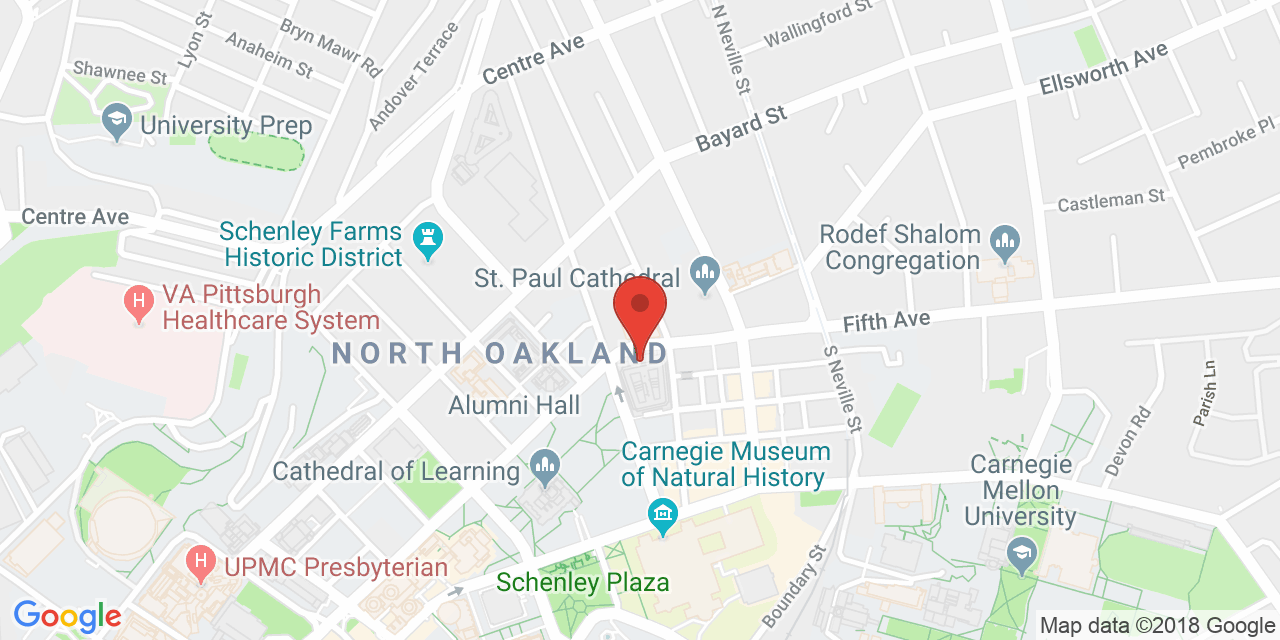 Lyon St
Bryn Mawr Rd
Anaheim St
Shawnee St
Andover Terrace
Centre Ave
N Neville St
Wallingford St
Ellsworth Ave
Bayard St
University Prep
Pembroke Pl
Castleman St
Centre Ave
Schenley Farms
Historic District
Rodef Shalom
Congregation
St. Paul Cathedral
VA Pittsburgh
Healthcare System
H
Fifth Ave
NORTH OAKLAND
S Neville St
Parish Ln
Alumni Hall
Devon Rd
Carnegie Museum
of Natural History
Cathedral of Learning
Carnegie
Mellon
University
H
UPMC Presbyterian
Schenley Plaza
Boundary St
Google
Map data ©2018 Google